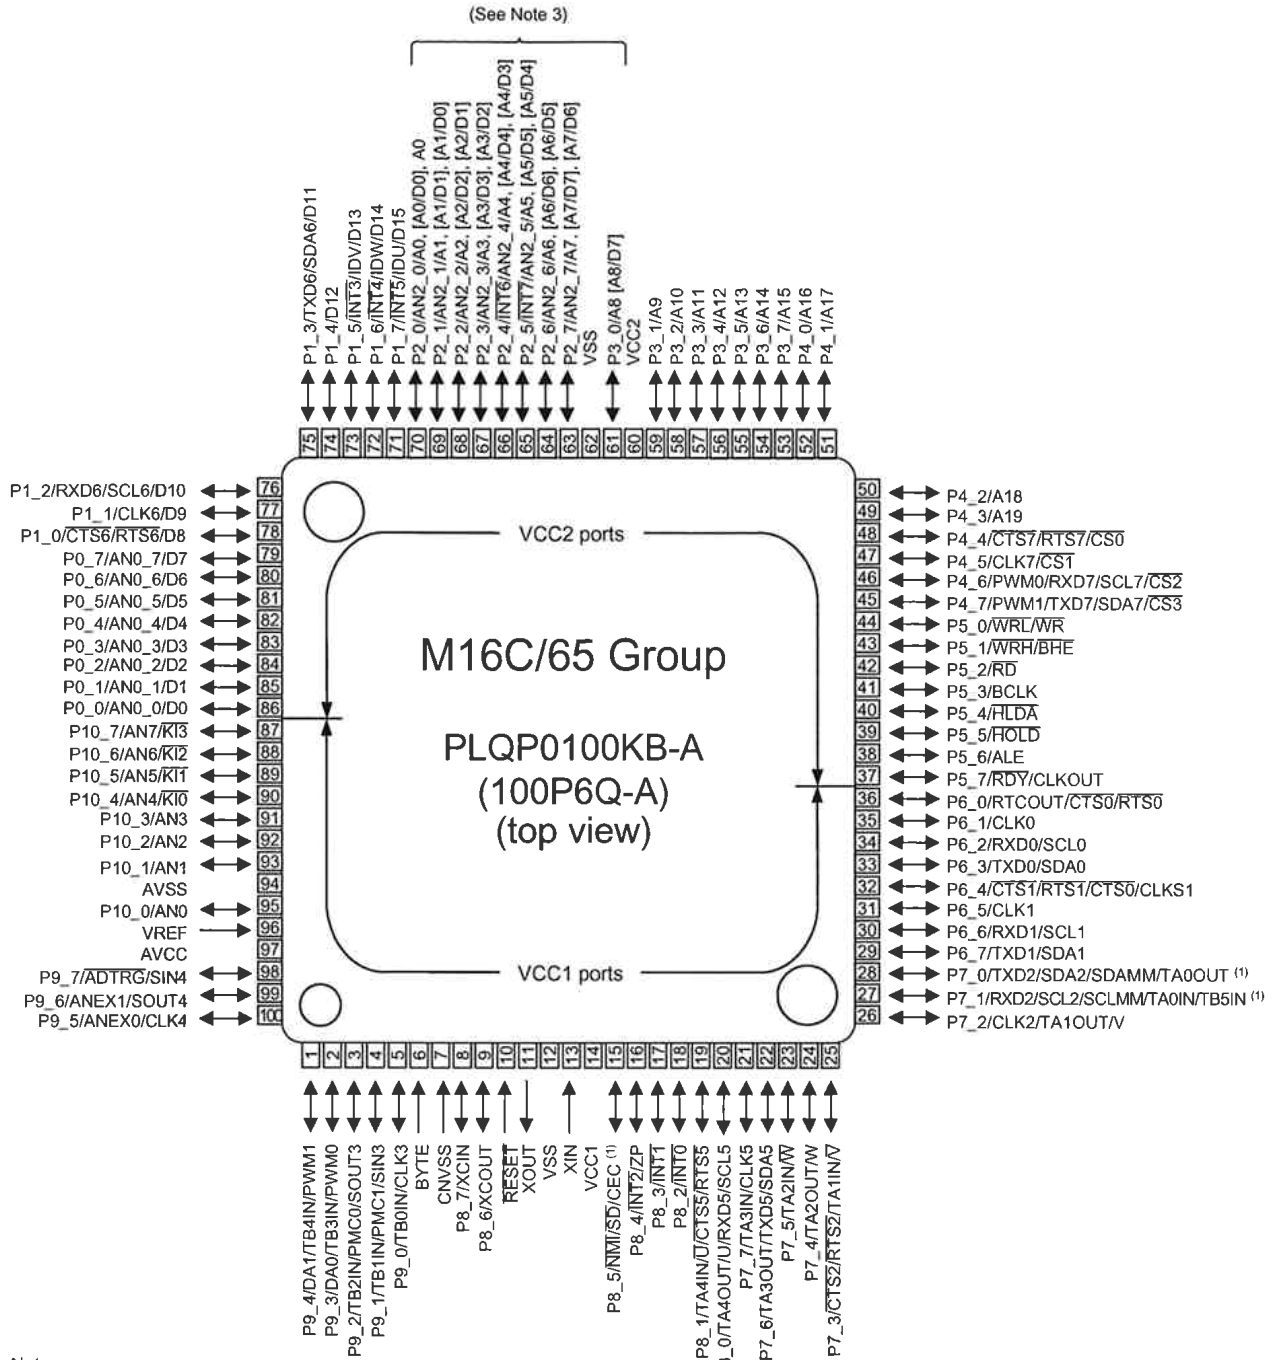 (See Note 3)
P1_3/TXD6/SDA6/D11
P1_4/D12
P1_5/INT3/IDV/D13
P1_6/INT4/IDW/D14
P1_7/INT5/IDU/D15
P2_0/AN2_0/A0, [A0/D0], A0
P2_1/AN2_1/A1, [A1/D1], [A1/D0]
P2_2/AN2_2/A2, [A2/D2], [A2/D1]
P2_3/AN2_3/A3, [A3/D3], [A3/D2]
P2_4/INT6/AN2_4/A4, [A4/D4], [A4/D3]
P2_5/INT7/AN2_5/A5, [A5/D5], [A5/D4]
P2_6/AN2_6/A6, [A6/D6], [A6/D5]
P2_7/AN2_7/A7, [A7/D7], [A7/D6]
VSS
P3_0/A8 [A8/D7]
VCC2
P3_1/A9
P3_2/A10
P3_3/A11
P3_4/A12
P3_5/A13
P3_6/A14
P3_7/A15
P4_0/A16
P4_1/A17
75 74 73 72 71 70 69 68 67 66 65 64 63 62 61 60 59 58 57 56 55 54 53 52 51
P1_2/RXD6/SCL6/D10 76
P1_1/CLK6/D9 77
P1_0/CTS6/RTS6/D8 78
P0_7/AN0_7/D7 79
P0_6/AN0_6/D6 80
P0_5/AN0_5/D5 81
P0_4/AN0_4/D4 82
P0_3/AN0_3/D3 83
P0_2/AN0_2/D2 84
P0_1/AN0_1/D1 85
P0_0/AN0_0/D0 86
P10_7/AN7/KI3 87
P10_6/AN6/KI2 88
P10_5/AN5/KI1 89
P10_4/AN4/KI0 90
P10_3/AN3 91
P10_2/AN2 92
P10_1/AN1 93
AVSS 94
P10_0/AN0 95
VREF 96
AVCC 97
P9_7/ADTRG/SIN4 98
P9_6/ANEX1/SOUT4 99
P9_5/ANEX0/CLK4 100
VCC2 ports
M16C/65 Group
PLQP0100KB-A
(100P6Q-A)
(top view)
VCC1 ports
50 P4_2/A18
49 P4_3/A19
48 P4_4/CTS7/RTS7/CS0
47 P4_5/CLK7/CS1
46 P4_6/PWM0/RXD7/SCL7/CS2
45 P4_7/PWM1/TXD7/SDA7/CS3
44 P5_0/WRL/WR
43 P5_1/WRH/BHE
42 P5_2/RD
41 P5_3/BCLK
40 P5_4/HLDA
39 P5_5/HOLD
38 P5_6/ALE
37 P5_7/RDY/CLKOUT
36 P6_0/RTCOUT/CTS0/RTS0
35 P6_1/CLK0
34 P6_2/RXD0/SCL0
33 P6_3/TXD0/SDA0
32 P6_4/CTS1/RTS1/CTS0/CLKS1
31 P6_5/CLK1
30 P6_6/RXD1/SCL1
29 P6_7/TXD1/SDA1
28 P7_0/TXD2/SDA2/SDAMM/TA0OUT (1)
27 P7_1/RXD2/SCL2/SCLMM/TA0IN/TB5IN (1)
26 P7_2/CLK2/TA1OUT/V
1 2 3 4 5 6 7 8 9 10 11 12 13 14 15 16 17 18 19 20 21 22 23 24 25
P9_4/DA1/TB4IN/PWM1
P9_3/DA0/TB3IN/PWM0
P9_2/TB2IN/PMC0/SOUT3
P9_1/TB1IN/PMC1/SIN3
P9_0/TB0IN/CLK3
BYTE
CNVSS
P8_7/XCIN
P8_6/XCOUT
RESET
XOUT
VSS
XIN
VCC1
P8_5/NMI/SD/CEC (1)
P8_4/INT2/ZP
P8_3/INT1
P8_2/INT0
P8_1/TA4IN/U/CTS5/RTS5
_0/TA4OUT/U/RXD5/SCL5
P7_7/TA3IN/CLK5
P7_6/TA3OUT/TXD5/SDA5
P7_5/TA2IN/W
P7_4/TA2OUT/W
P7_3/CTS2/RTS2/TA1IN/V